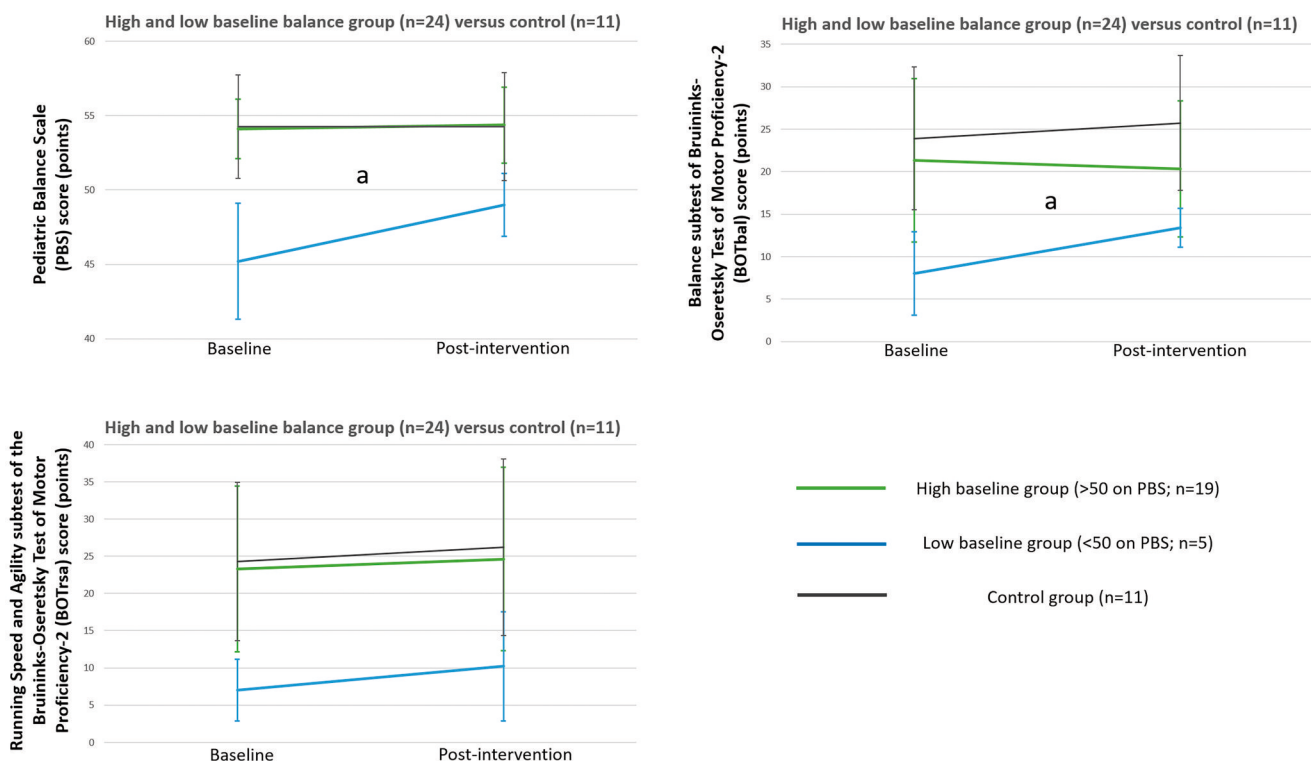 High and low baseline balance group (n=24) versus control (n=11)
Pediatric Balance Scale
(PBS) score (points)
60
55
50
45
40
a
Baseline
Post-intervention
High and low baseline balance group (n=24) versus control (n=11)
Balance subtest of Bruininks-
Oseretsky Test of Motor Proficiency-2
(BOTbal) score (points)
35
30
25
20
15
10
5
0
a
Baseline
Post-intervention
High and low baseline balance group (n=24) versus control (n=11)
Running Speed and Agility subtest of the
Bruininks-Oseretsky Test of Motor
Proficiency-2 (BOTrsa) score (points)
40
35
30
25
20
15
10
5
0
Baseline
Post-intervention
High baseline group (>50 on PBS; n=19)
Low baseline group (<50 on PBS; n=5)
Control group (n=11)